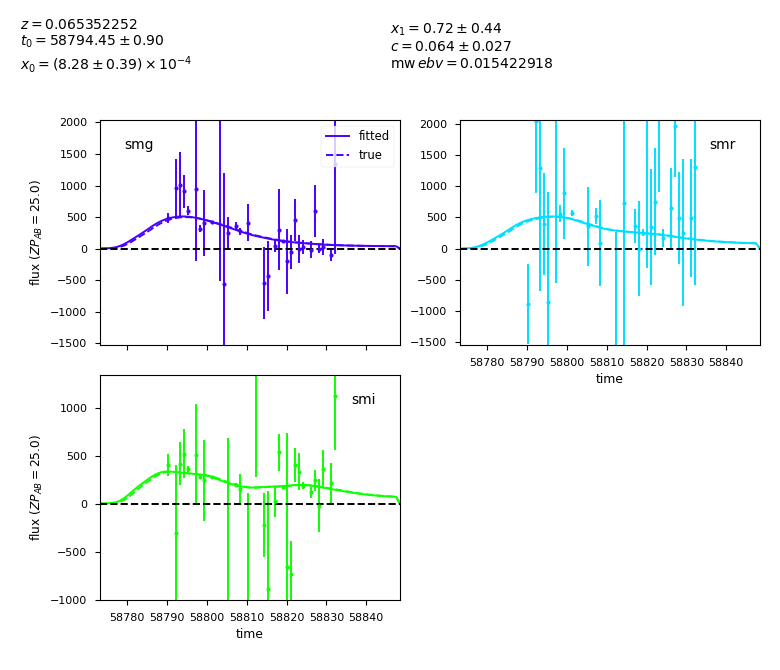 z = 0.065352252
t₀ = 58794.45 ± 0.90
x₀ = (8.28 ± 0.39) × 10⁻⁴
x₁ = 0.72 ± 0.44
c = 0.064 ± 0.027
mw ebv = 0.015422918
smg
fitted
true
2000
1500
1000
500
0
−500
−1000
−1500
flux (ZP_AB = 25.0)
smr
2000
1500
1000
500
0
−500
−1000
−1500
58780 58790 58800 58810 58820 58830 58840
time
smi
1000
500
0
−500
−1000
flux (ZP_AB = 25.0)
58780 58790 58800 58810 58820 58830 58840
time